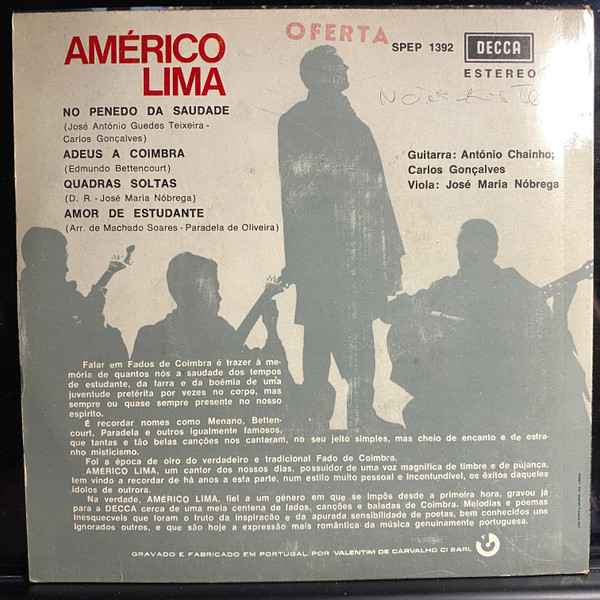 OFERTA
AMÉRICO
LIMA
SPEP 1392
DECCA
ESTEREO
NO PENEDO DA SAUDADE
(José António Guedes Teixeira -
Carlos Gonçalves)
ADEUS A COIMBRA
(Edmundo Bettencourt)
QUADRAS SOLTAS
(D. R. - José Maria Nóbrega)
AMOR DE ESTUDANTE
(Arr. de Machado Soares - Paradela de Oliveira)
Guitarra: António Chainho;
Carlos Gonçalves
Viola: José Maria Nóbrega
Falar em Fados de Coimbra é trazer à me-
mória de quantos nós a saudade dos tempos
de estudante, da farra e da boémia de uma
juventude pretérita por vezes no corpo, mas
sempre ou quase sempre presente no nosso
espírito.
É recordar nomes como Menano, Betten-
court, Paradela e outros igualmente famosos,
que tantas e tão belas canções nos cantaram, no seu jeito simples, mas cheio de encanto e de estra-
nho misticismo.
Foi a época de oiro do verdadeiro e tradicional Fado de Coimbra.
AMÉRICO LIMA, um cantor dos nossos dias, possuidor de uma voz magnífica de timbre e de pujança,
tem vindo a recordar de há anos a esta parte, num estilo muito pessoal e inconfundível, os êxitos daqueles
ídolos de outrora.
Na verdade, AMÉRICO LIMA, fiel a um género em que se impôs desde a primeira hora, gravou já
para a DECCA cerca de uma meia centena de fados, canções e baladas de Coimbra. Melodias e poemas
inesquecíveis que foram o fruto da inspiração e da apurada sensibilidade de poetas, bem conhecidos uns
ignorados outros, e que são hoje a expressão mais romântica da música genuinamente portuguesa.
GRAVADO E FABRICADO EM PORTUGAL POR VALENTIM DE CARVALHO CI SARL